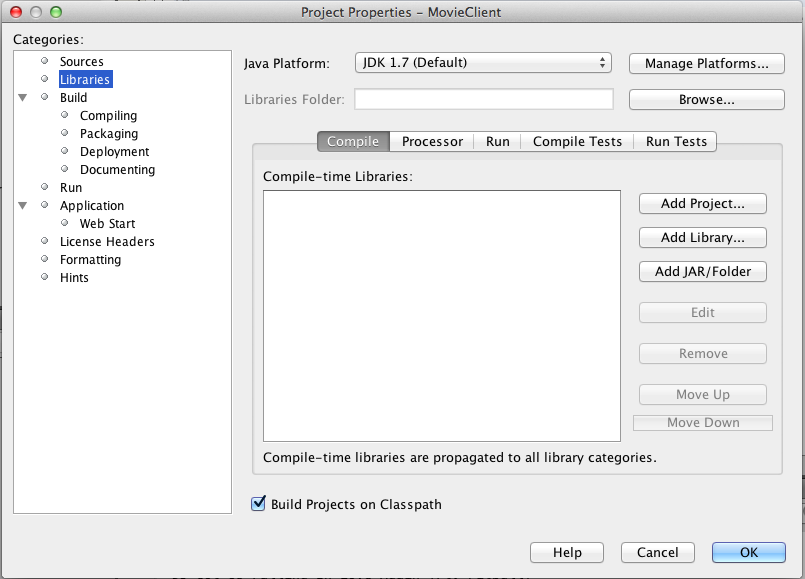 Project Properties – MovieClient
Categories:
Sources
Libraries
Build
Compiling
Packaging
Deployment
Documenting
Run
Application
Web Start
License Headers
Formatting
Hints
Java Platform: JDK 1.7 (Default) Manage Platforms...
Libraries Folder: Browse...
Compile Processor Run Compile Tests Run Tests
Compile-time Libraries:
Add Project...
Add Library...
Add JAR/Folder
Edit
Remove
Move Up
Move Down
Compile-time libraries are propagated to all library categories.
Build Projects on Classpath
Help Cancel OK